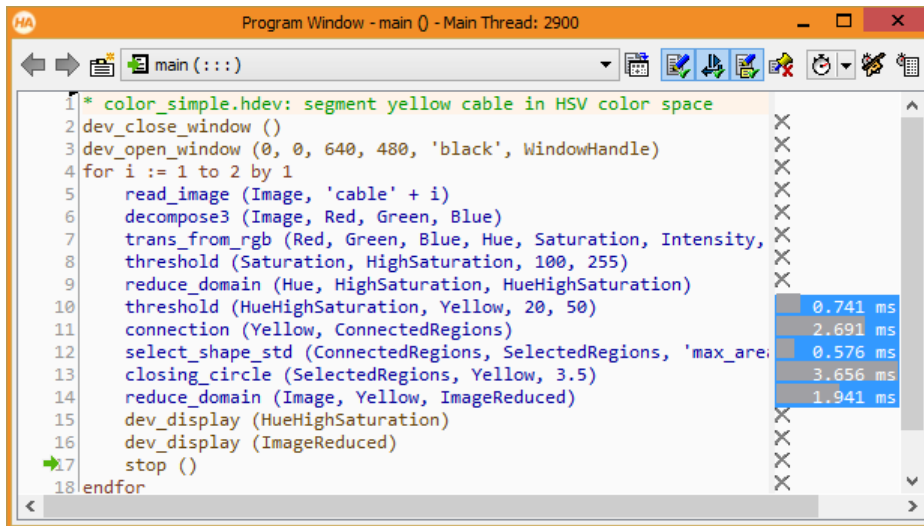 HA Program Window - main () - Main Thread: 2900
main (:::)
1 * color_simple.hdev: segment yellow cable in HSV color space
2 dev_close_window ()
3 dev_open_window (0, 0, 640, 480, 'black', WindowHandle)
4 for i := 1 to 2 by 1
5 read_image (Image, 'cable' + i)
6 decompose3 (Image, Red, Green, Blue)
7 trans_from_rgb (Red, Green, Blue, Hue, Saturation, Intensity,
8 threshold (Saturation, HighSaturation, 100, 255)
9 reduce_domain (Hue, HighSaturation, HueHighSaturation)
10 threshold (HueHighSaturation, Yellow, 20, 50) 0.741 ms
11 connection (Yellow, ConnectedRegions) 2.691 ms
12 select_shape_std (ConnectedRegions, SelectedRegions, 'max_area 0.576 ms
13 closing_circle (SelectedRegions, Yellow, 3.5) 3.656 ms
14 reduce_domain (Image, Yellow, ImageReduced) 1.941 ms
15 dev_display (HueHighSaturation)
16 dev_display (ImageReduced)
17 stop ()
18 endfor